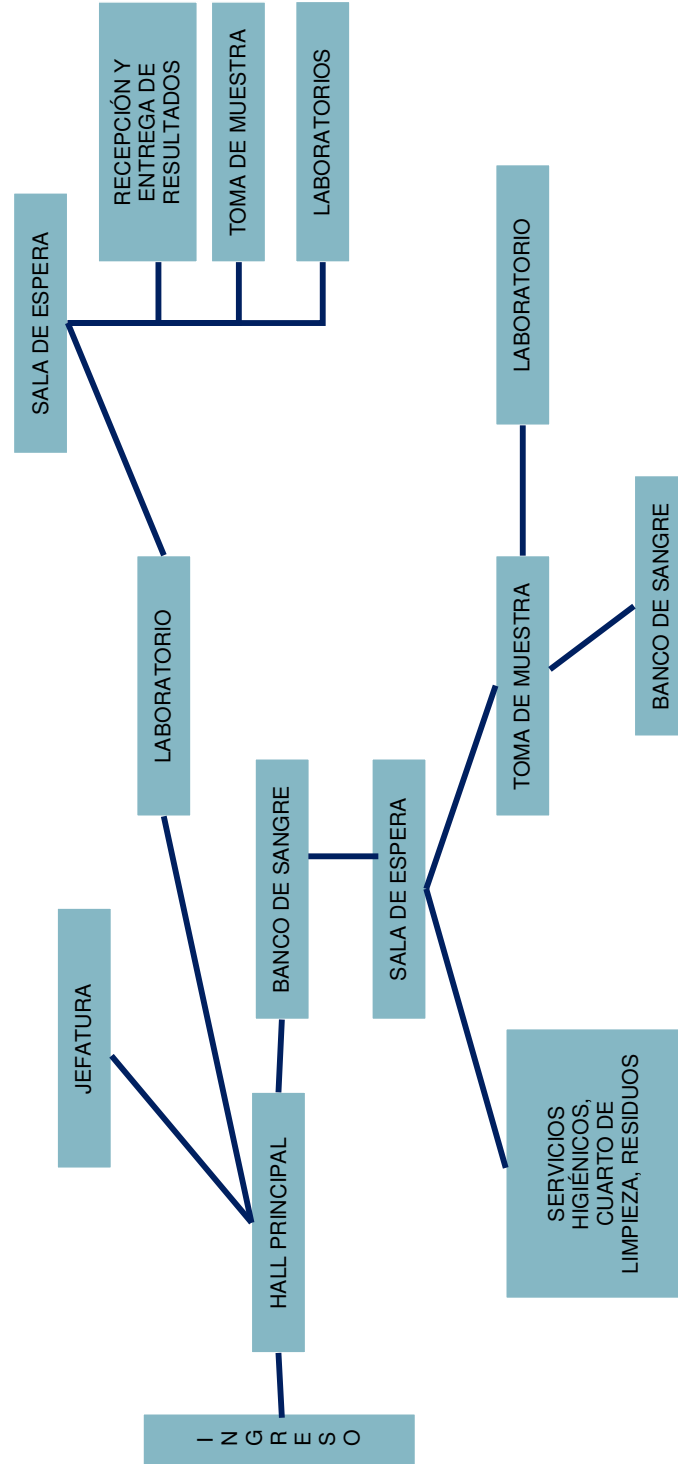 I
N
G
R
E
S
O
HALL PRINCIPAL
JEFATURA
LABORATORIO
BANCO DE SANGRE
SALA DE ESPERA
SALA DE ESPERA
RECEPCIÓN Y
ENTREGA DE
RESULTADOS
TOMA DE MUESTRA
LABORATORIOS
SERVICIOS
HIGIÉNICOS,
CUARTO DE
LIMPIEZA, RESIDUOS
TOMA DE MUESTRA
LABORATORIO
BANCO DE SANGRE